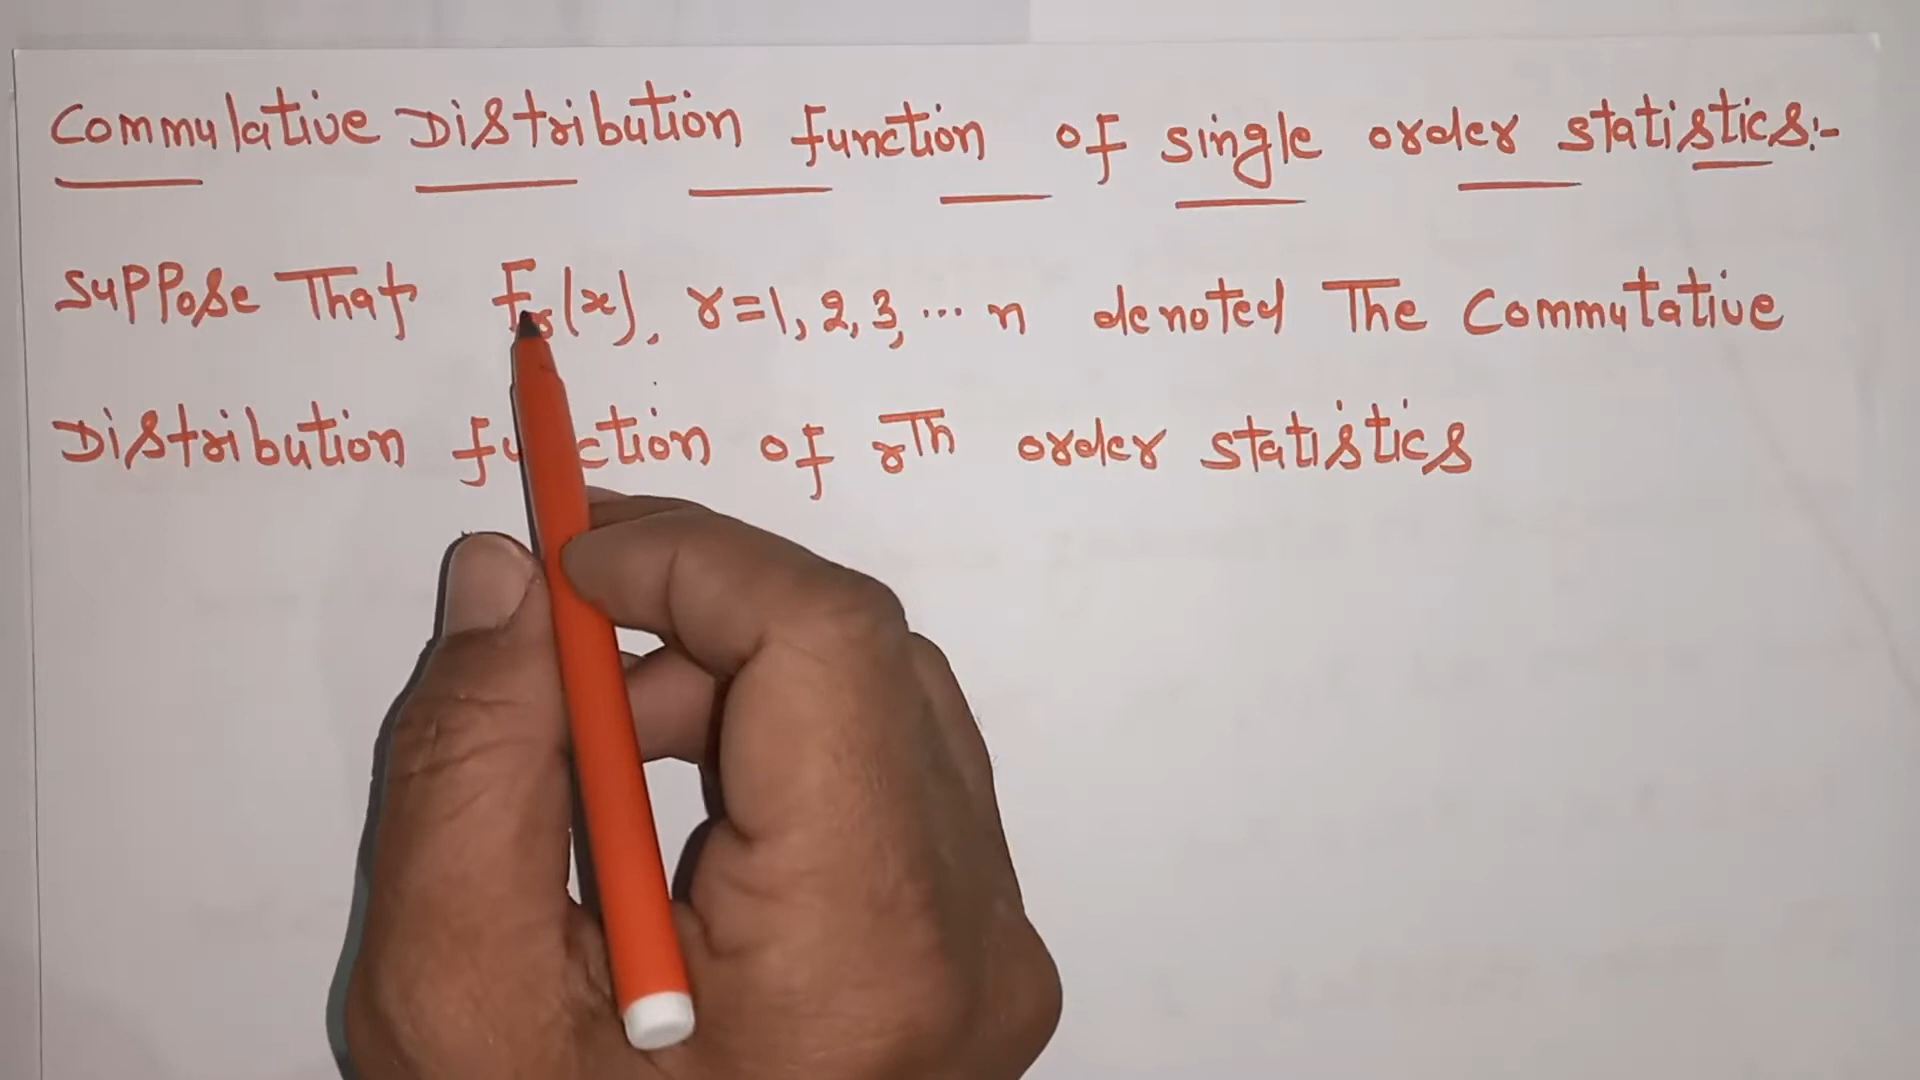 Commulative Distribution function of single order statistics:-
Suppose That Fr(x), r=1, 2, 3, ... n denoted The Commutative
Distribution function of rTh order statistics